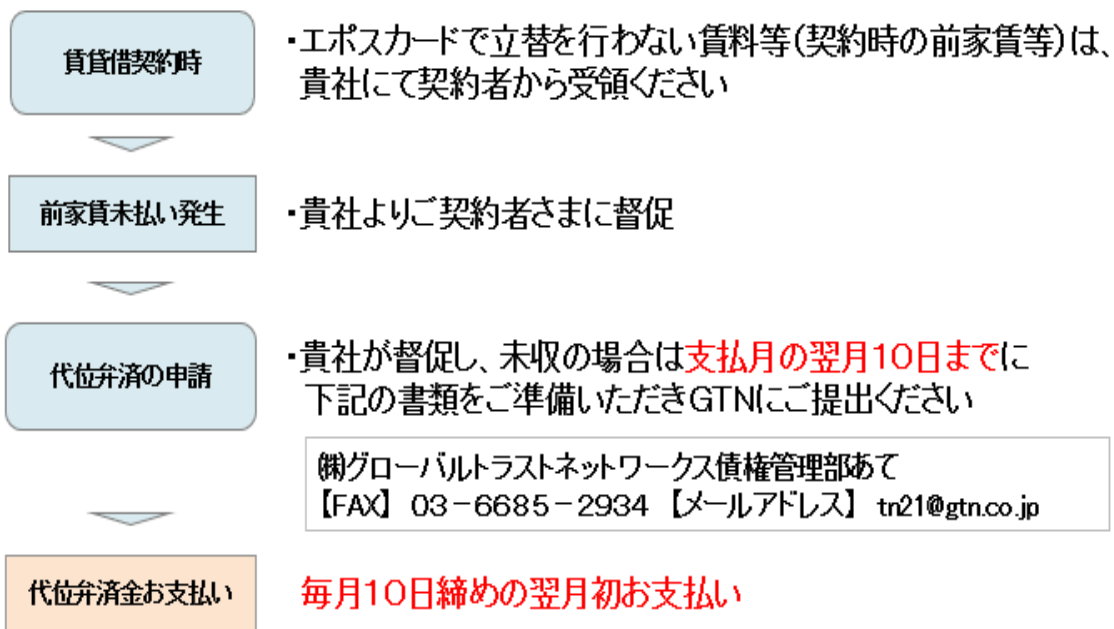 賃貸借契約時
・エポスカードで立替を行わない賃料等(契約時の前家賃等)は、
貴社にて契約者から受領ください
前家賃未払い発生
・貴社よりご契約者さまに督促
代位弁済の申請
・貴社が督促し、未収の場合は支払月の翌月10日までに
下記の書類をご準備いただきGTNにご提出ください
㈱グローバルトラストネットワークス債権管理部あて
【FAX】 03-6685-2934 【メールアドレス】 tn21@gtn.co.jp
代位弁済金お支払い
毎月10日締めの翌月初お支払い